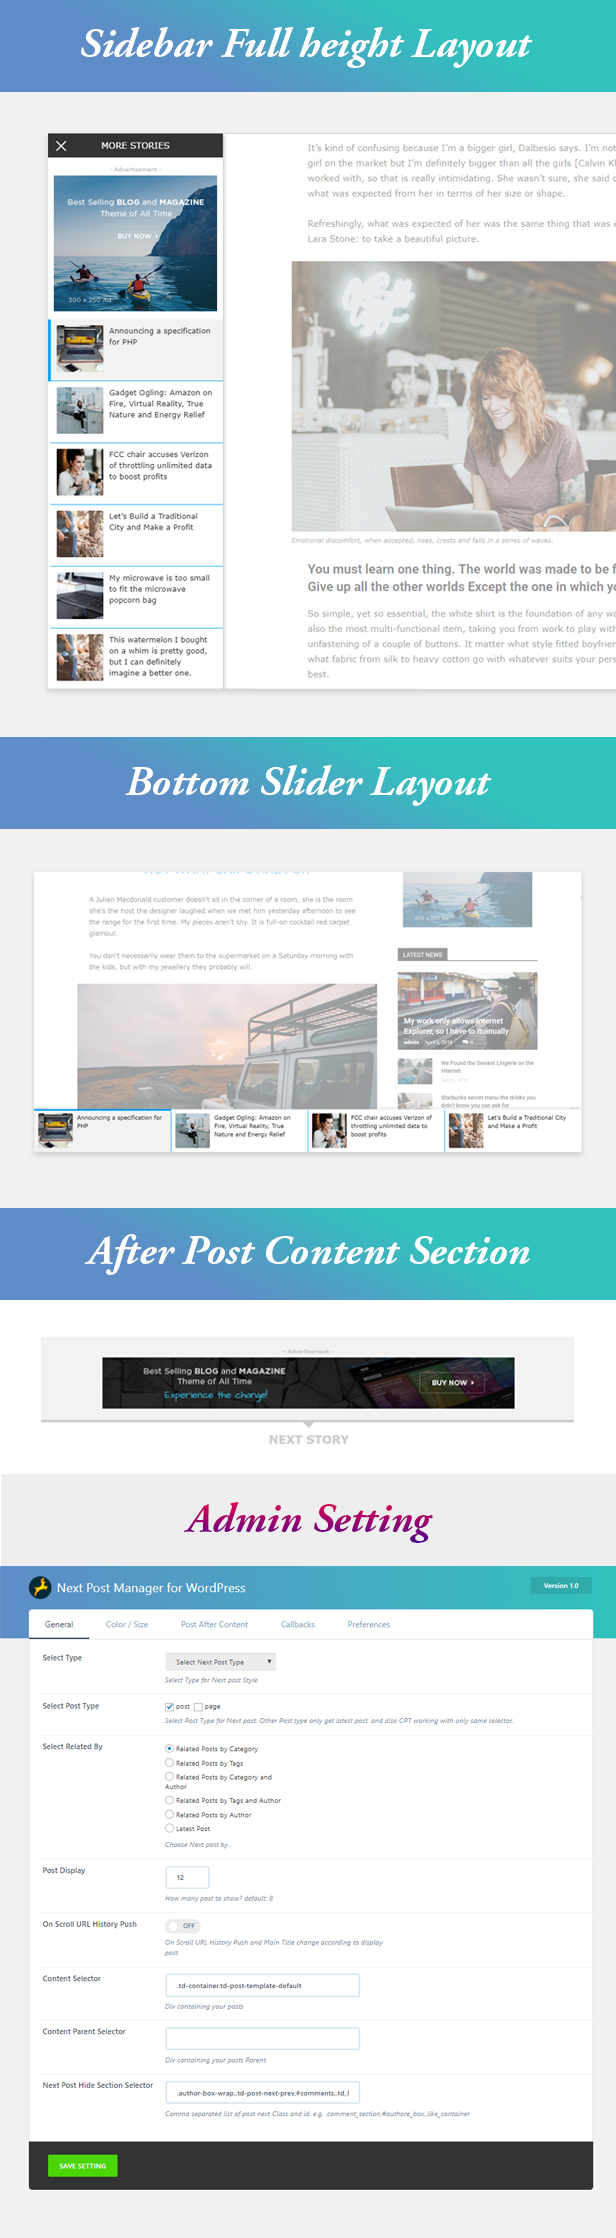 Sidebar Full height Layout
MORE STORIES
- Advertisement -
Best Selling BLOG and MAGAZINE
Theme of All Time
BUY NOW
300 x 250 Ad
Announcing a specification
for PHP
Gadget Ogling: Amazon on
Fire, Virtual Reality, True
Nature and Energy Relief
FCC chair accuses Verizon
of throttling unlimited data
to boost profits
Let's Build a Traditional
City and Make a Profit
My microwave is too small
to fit the microwave
popcorn bag
This watermelon I bought
on a whim is pretty good,
but I can definitely
imagine a better one.
It's kind of confusing because I'm a bigger girl, Dalbesio says. I'm not
girl on the market but I'm definitely bigger than all the girls [Calvin Kl
worked with, so that is really intimidating. She wasn't sure, she said
what was expected from her in terms of her size or shape.
Refreshingly, what was expected of her was the same thing that was e
Lara Stone: to take a beautiful picture.
Emotional discomfort, when accepted, rises, crests and falls in a series of waves.
You must learn one thing. The world was made to be f
Give up all the other worlds Except the one in which yo
So simple, yet so essential, the white shirt is the foundation of any wa
also the most multi-functional item, taking you from work to play with
unfastening of a couple of buttons. It matter what style fitted boyfrien
what fabric from silk to heavy cotton go with whatever suits your pers
best.
Bottom Slider Layout
A Julien Macdonald customer doesn't sit in the corner of a room, she is the room
she's the host the designer laughed when we met him yesterday afternoon to see
the range for the first time. My pieces aren't shy. It is full-on cocktail red carpet
glamour.
You don't necessarily wear them to the supermarket on a Saturday morning with
the kids, but with my jewellery they probably will.
300 x 250 Ad
LATEST NEWS
My work only allows Internet
Explorer, so I have to manually
admin - April 5, 2018 0
We Found the Sexiest Lingerie on the
Internet
April 5, 2018
Starbucks secret menu the drinks you
didn't know you can ask for
Announcing a specification for
PHP
Gadget Ogling: Amazon on
Fire, Virtual Reality, True
Nature and Energy Relief
FCC chair accuses Verizon of
throttling unlimited data to
boost profits
Let's Build a Traditional City
and Make a Profit
After Post Content Section
- Advertisement -
Best Selling BLOG and MAGAZINE
Theme of All Time
Experience the change!
BUY NOW
NEXT STORY
Admin Setting
Next Post Manager for WordPress
Version 1.0
General Color / Size Post After Content Callbacks Preferences
Select Type
Select Next Post Type
Select Type for Next post Style.
Select Post Type
post page
Select Post Type for Next post. Other Post type only get latest post. and also CPT working with only same selector.
Select Related By
Related Posts by Category
Related Posts by Tags
Related Posts by Category and
Author
Related Posts by Tags and Author
Related Posts by Author
Latest Post
Choose Next post by..
Post Display
12
How many post to show? default: 8
On Scroll URL History Push
OFF
On Scroll URL History Push and Main Title change according to display
post.
Content Selector
.td-container.td-post-template-default
Div containing your posts
Content Parent Selector
Div containing your posts Parent.
Next Post Hide Section Selector
.author-box-wrap,.td-post-next-prev,#comments,.td_l
Comma separated list of post next Class and id. e.g. .comment_section,#authore_box,.like_container
SAVE SETTING